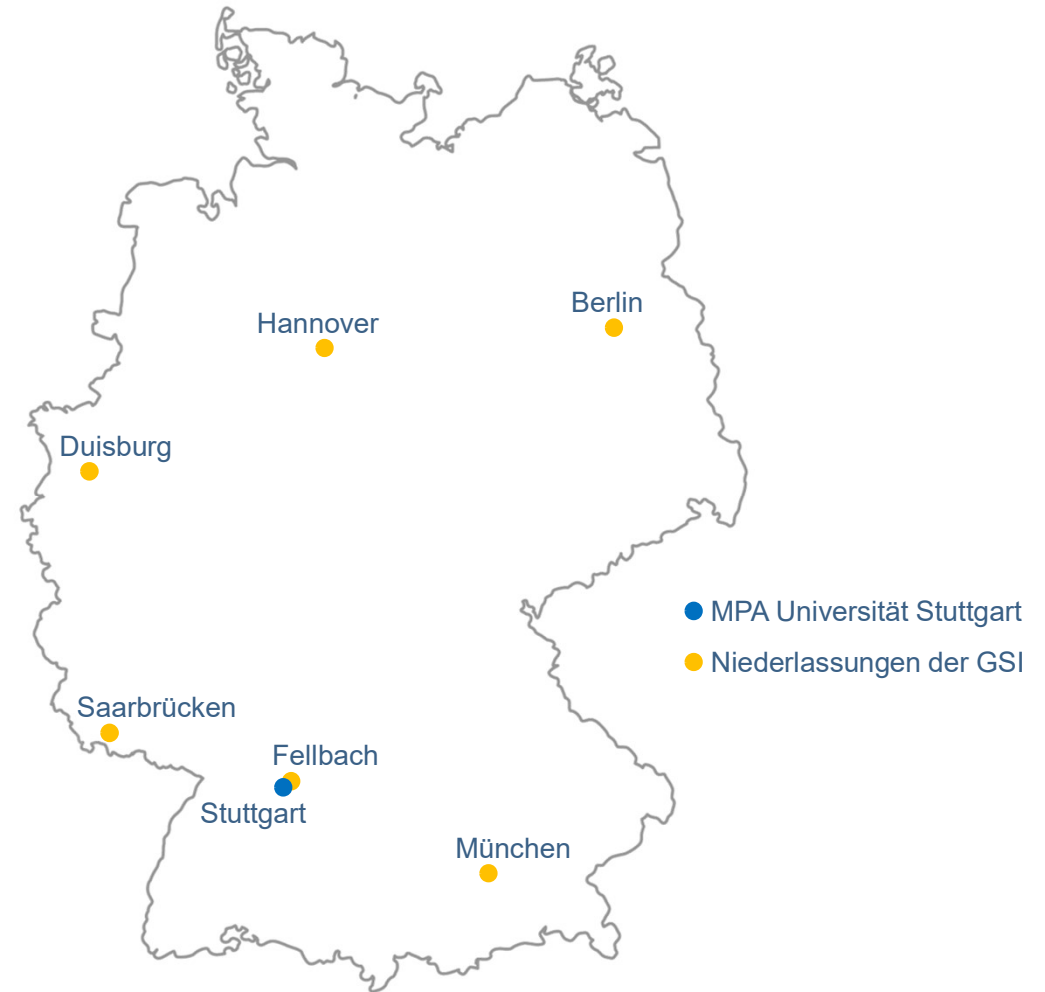 Berlin
Hannover
Duisburg
MPA Universität Stuttgart
Niederlassungen der GSI
Saarbrücken
Fellbach
Stuttgart
München